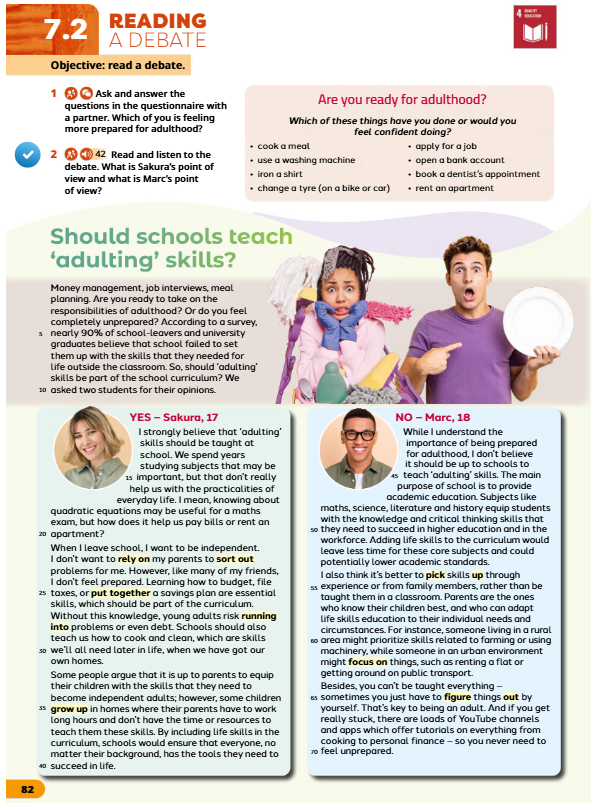 7.2
READING
A DEBATE
4 QUALITY
EDUCATION
Objective: read a debate.
1 Ask and answer the
questions in the questionnaire with
a partner. Which of you is feeling
more prepared for adulthood?
2 42 Read and listen to the
debate. What is Sakura's point of
view and what is Marc's point
of view?
Are you ready for adulthood?
Which of these things have you done or would you
feel confident doing?
• cook a meal
• use a washing machine
• iron a shirt
• change a tyre (on a bike or car)
• apply for a job
• open a bank account
• book a dentist's appointment
• rent an apartment
Should schools teach
'adulting' skills?
Money management, job interviews, meal
planning. Are you ready to take on the
responsibilities of adulthood? Or do you feel
completely unprepared? According to a survey,
5 nearly 90% of school-leavers and university
graduates believe that school failed to set
them up with the skills that they needed for
life outside the classroom. So, should 'adulting'
skills be part of the school curriculum? We
10 asked two students for their opinions.
YES – Sakura, 17
I strongly believe that 'adulting'
skills should be taught at
school. We spend years
studying subjects that may be
15 important, but that don't really
help us with the practicalities of
everyday life. I mean, knowing about
quadratic equations may be useful for a maths
exam, but how does it help us pay bills or rent an
20 apartment?
When I leave school, I want to be independent.
I don't want to rely on my parents to sort out
problems for me. However, like many of my friends,
I don't feel prepared. Learning how to budget, file
25 taxes, or put together a savings plan are essential
skills, which should be part of the curriculum.
Without this knowledge, young adults risk running
into problems or even debt. Schools should also
teach us how to cook and clean, which are skills
30 we'll all need later in life, when we have got our
own homes.
Some people argue that it is up to parents to equip
their children with the skills that they need to
become independent adults; however, some children
35 grow up in homes where their parents have to work
long hours and don't have the time or resources to
teach them these skills. By including life skills in the
curriculum, schools would ensure that everyone, no
matter their background, has the tools they need to
40 succeed in life.
NO – Marc, 18
While I understand the
importance of being prepared
for adulthood, I don't believe
it should be up to schools to
45 teach 'adulting' skills. The main
purpose of school is to provide
academic education. Subjects like
maths, science, literature and history equip students
with the knowledge and critical thinking skills that
50 they need to succeed in higher education and in the
workforce. Adding life skills to the curriculum would
leave less time for these core subjects and could
potentially lower academic standards.
I also think it's better to pick skills up through
55 experience or from family members, rather than be
taught them in a classroom. Parents are the ones
who know their children best, and who can adapt
life skills education to their individual needs and
circumstances. For instance, someone living in a rural
60 area might prioritize skills related to farming or using
machinery, while someone in an urban environment
might focus on things, such as renting a flat or
getting around on public transport.
Besides, you can't be taught everything –
65 sometimes you just have to figure things out by
yourself. That's key to being an adult. And if you get
really stuck, there are loads of YouTube channels
and apps which offer tutorials on everything from
cooking to personal finance – so you never need to
70 feel unprepared.
82